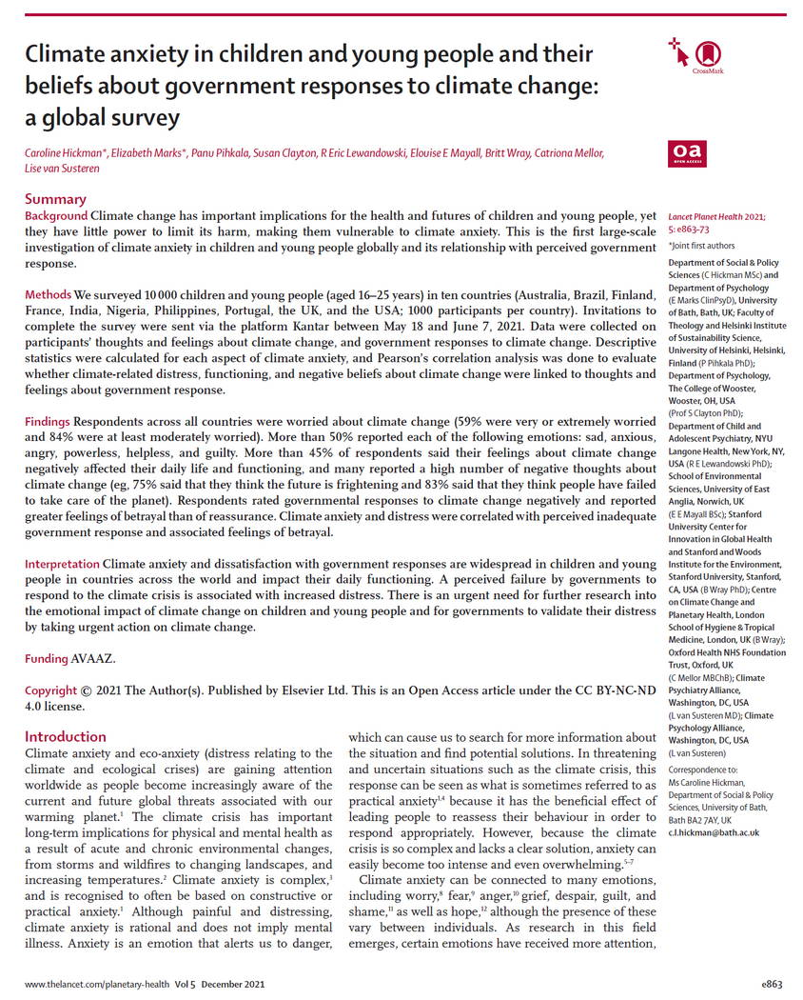 Climate anxiety in children and young people and their
beliefs about government responses to climate change:
a global survey
CrossMark
oa
OPEN ACCESS
Caroline Hickman*, Elizabeth Marks*, Panu Pihkala, Susan Clayton, R Eric Lewandowski, Elouise E Mayall, Britt Wray, Catriona Mellor,
Lise van Susteren
Summary
Background Climate change has important implications for the health and futures of children and young people, yet
they have little power to limit its harm, making them vulnerable to climate anxiety. This is the first large-scale
investigation of climate anxiety in children and young people globally and its relationship with perceived government
response.
Methods We surveyed 10 000 children and young people (aged 16–25 years) in ten countries (Australia, Brazil, Finland,
France, India, Nigeria, Philippines, Portugal, the UK, and the USA; 1000 participants per country). Invitations to
complete the survey were sent via the platform Kantar between May 18 and June 7, 2021. Data were collected on
participants' thoughts and feelings about climate change, and government responses to climate change. Descriptive
statistics were calculated for each aspect of climate anxiety, and Pearson's correlation analysis was done to evaluate
whether climate-related distress, functioning, and negative beliefs about climate change were linked to thoughts and
feelings about government response.
Findings Respondents across all countries were worried about climate change (59% were very or extremely worried
and 84% were at least moderately worried). More than 50% reported each of the following emotions: sad, anxious,
angry, powerless, helpless, and guilty. More than 45% of respondents said their feelings about climate change
negatively affected their daily life and functioning, and many reported a high number of negative thoughts about
climate change (eg, 75% said that they think the future is frightening and 83% said that they think people have failed
to take care of the planet). Respondents rated governmental responses to climate change negatively and reported
greater feelings of betrayal than of reassurance. Climate anxiety and distress were correlated with perceived inadequate
government response and associated feelings of betrayal.
Interpretation Climate anxiety and dissatisfaction with government responses are widespread in children and young
people in countries across the world and impact their daily functioning. A perceived failure by governments to
respond to the climate crisis is associated with increased distress. There is an urgent need for further research into
the emotional impact of climate change on children and young people and for governments to validate their distress
by taking urgent action on climate change.
Funding AVAAZ.
Copyright © 2021 The Author(s). Published by Elsevier Ltd. This is an Open Access article under the CC BY-NC-ND
4.0 license.
Introduction
Climate anxiety and eco-anxiety (distress relating to the
climate and ecological crises) are gaining attention
worldwide as people become increasingly aware of the
current and future global threats associated with our
warming planet.1 The climate crisis has important
long-term implications for physical and mental health as
a result of acute and chronic environmental changes,
from storms and wildfires to changing landscapes, and
increasing temperatures.2 Climate anxiety is complex,3
and is recognised to often be based on constructive or
practical anxiety.1 Although painful and distressing,
climate anxiety is rational and does not imply mental
illness. Anxiety is an emotion that alerts us to danger,
which can cause us to search for more information about
the situation and find potential solutions. In threatening
and uncertain situations such as the climate crisis, this
response can be seen as what is sometimes referred to as
practical anxiety1,4 because it has the beneficial effect of
leading people to reassess their behaviour in order to
respond appropriately. However, because the climate
crisis is so complex and lacks a clear solution, anxiety can
easily become too intense and even overwhelming.5–7
Climate anxiety can be connected to many emotions,
including worry,8 fear,9 anger,10 grief, despair, guilt, and
shame,11 as well as hope,12 although the presence of these
vary between individuals. As research in this field
emerges, certain emotions have received more attention,
Lancet Planet Health 2021;
5: e863–73
*Joint first authors
Department of Social & Policy
Sciences (C Hickman MSc) and
Department of Psychology
(E Marks ClinPsyD), University
of Bath, Bath, UK; Faculty of
Theology and Helsinki Institute
of Sustainability Science,
University of Helsinki, Helsinki,
Finland (P Pihkala PhD);
Department of Psychology,
The College of Wooster,
Wooster, OH, USA
(Prof S Clayton PhD);
Department of Child and
Adolescent Psychiatry, NYU
Langone Health, New York, NY,
USA (R E Lewandowski PhD);
School of Environmental
Sciences, University of East
Anglia, Norwich, UK
(E E Mayall BSc); Stanford
University Center for
Innovation in Global Health
and Stanford and Woods
Institute for the Environment,
Stanford University, Stanford,
CA, USA (B Wray PhD); Centre
on Climate Change and
Planetary Health, London
School of Hygiene & Tropical
Medicine, London, UK (B Wray);
Oxford Health NHS Foundation
Trust, Oxford, UK
(C Mellor MBChB); Climate
Psychiatry Alliance,
Washington, DC, USA
(L van Susteren MD); Climate
Psychology Alliance,
Washington, DC, USA
(L van Susteren)
Correspondence to:
Ms Caroline Hickman,
Department of Social & Policy
Sciences, University of Bath,
Bath BA2 7AY, UK
c.l.hickman@bath.ac.uk
www.thelancet.com/planetary-health Vol 5 December 2021
e863